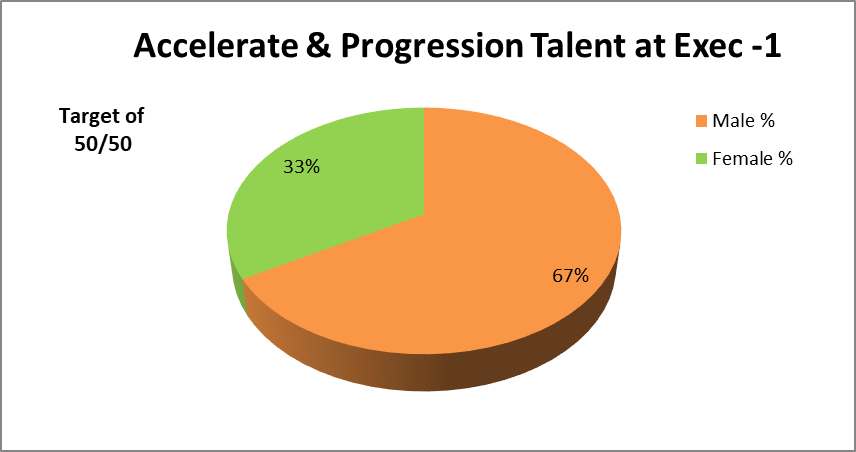 Accelerate & Progression Talent at Exec -1
Target of
50/50
Male %
Female %
33%
67%